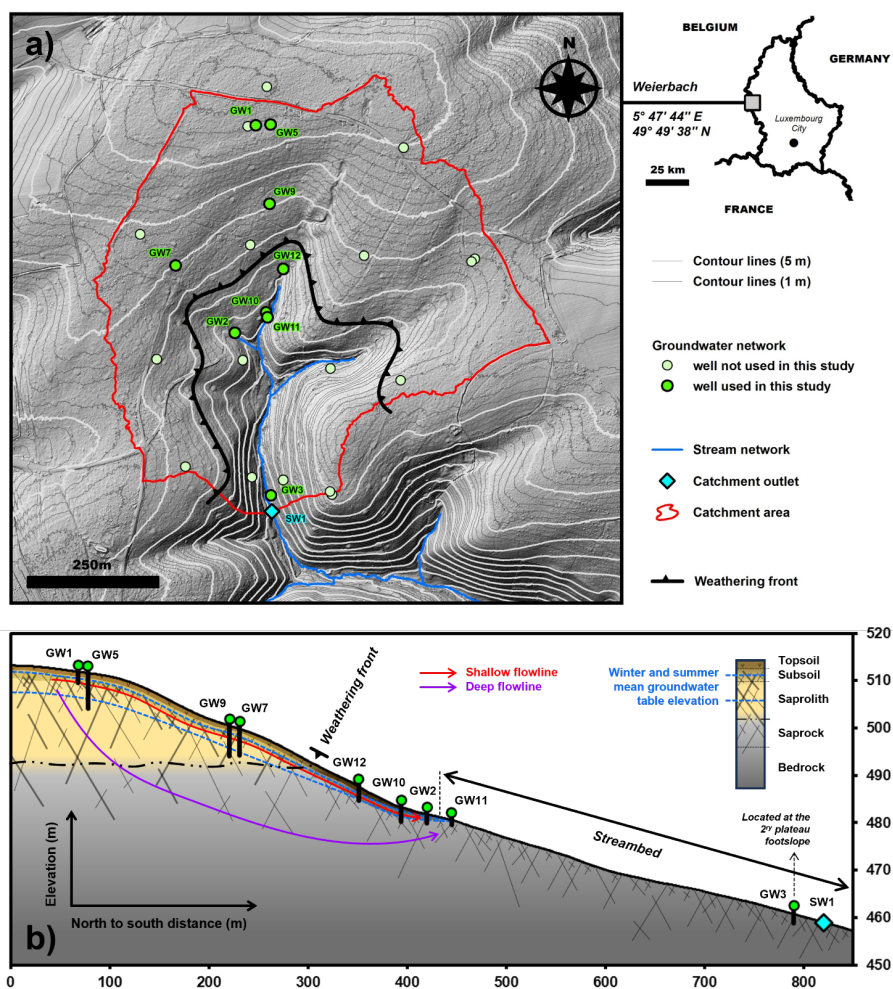 a)
N
GW1
GW5
GW9
GW7
GW12
GW10
GW11
GW2
GW3
SW1
250m
BELGIUM
GERMANY
Weierbach
5° 47' 44'' E
49° 49' 38'' N
Luxembourg
City
25 km
FRANCE
Contour lines (5 m)
Contour lines (1 m)
Groundwater network
well not used in this study
well used in this study
Stream network
Catchment outlet
Catchment area
Weathering front
GW1
GW5
GW9
GW7
Weathering front
GW12
GW10
GW2
GW11
Shallow flowline
Deep flowline
Winter and summer
mean groundwater
table elevation
Topsoil
Subsoil
Saprolith
Saprock
Bedrock
Streambed
Located at the
2ry plateau
footslope
GW3
SW1
Elevation (m)
North to south distance (m)
b)
520
510
500
490
480
470
460
450
0
100
200
300
400
500
600
700
800